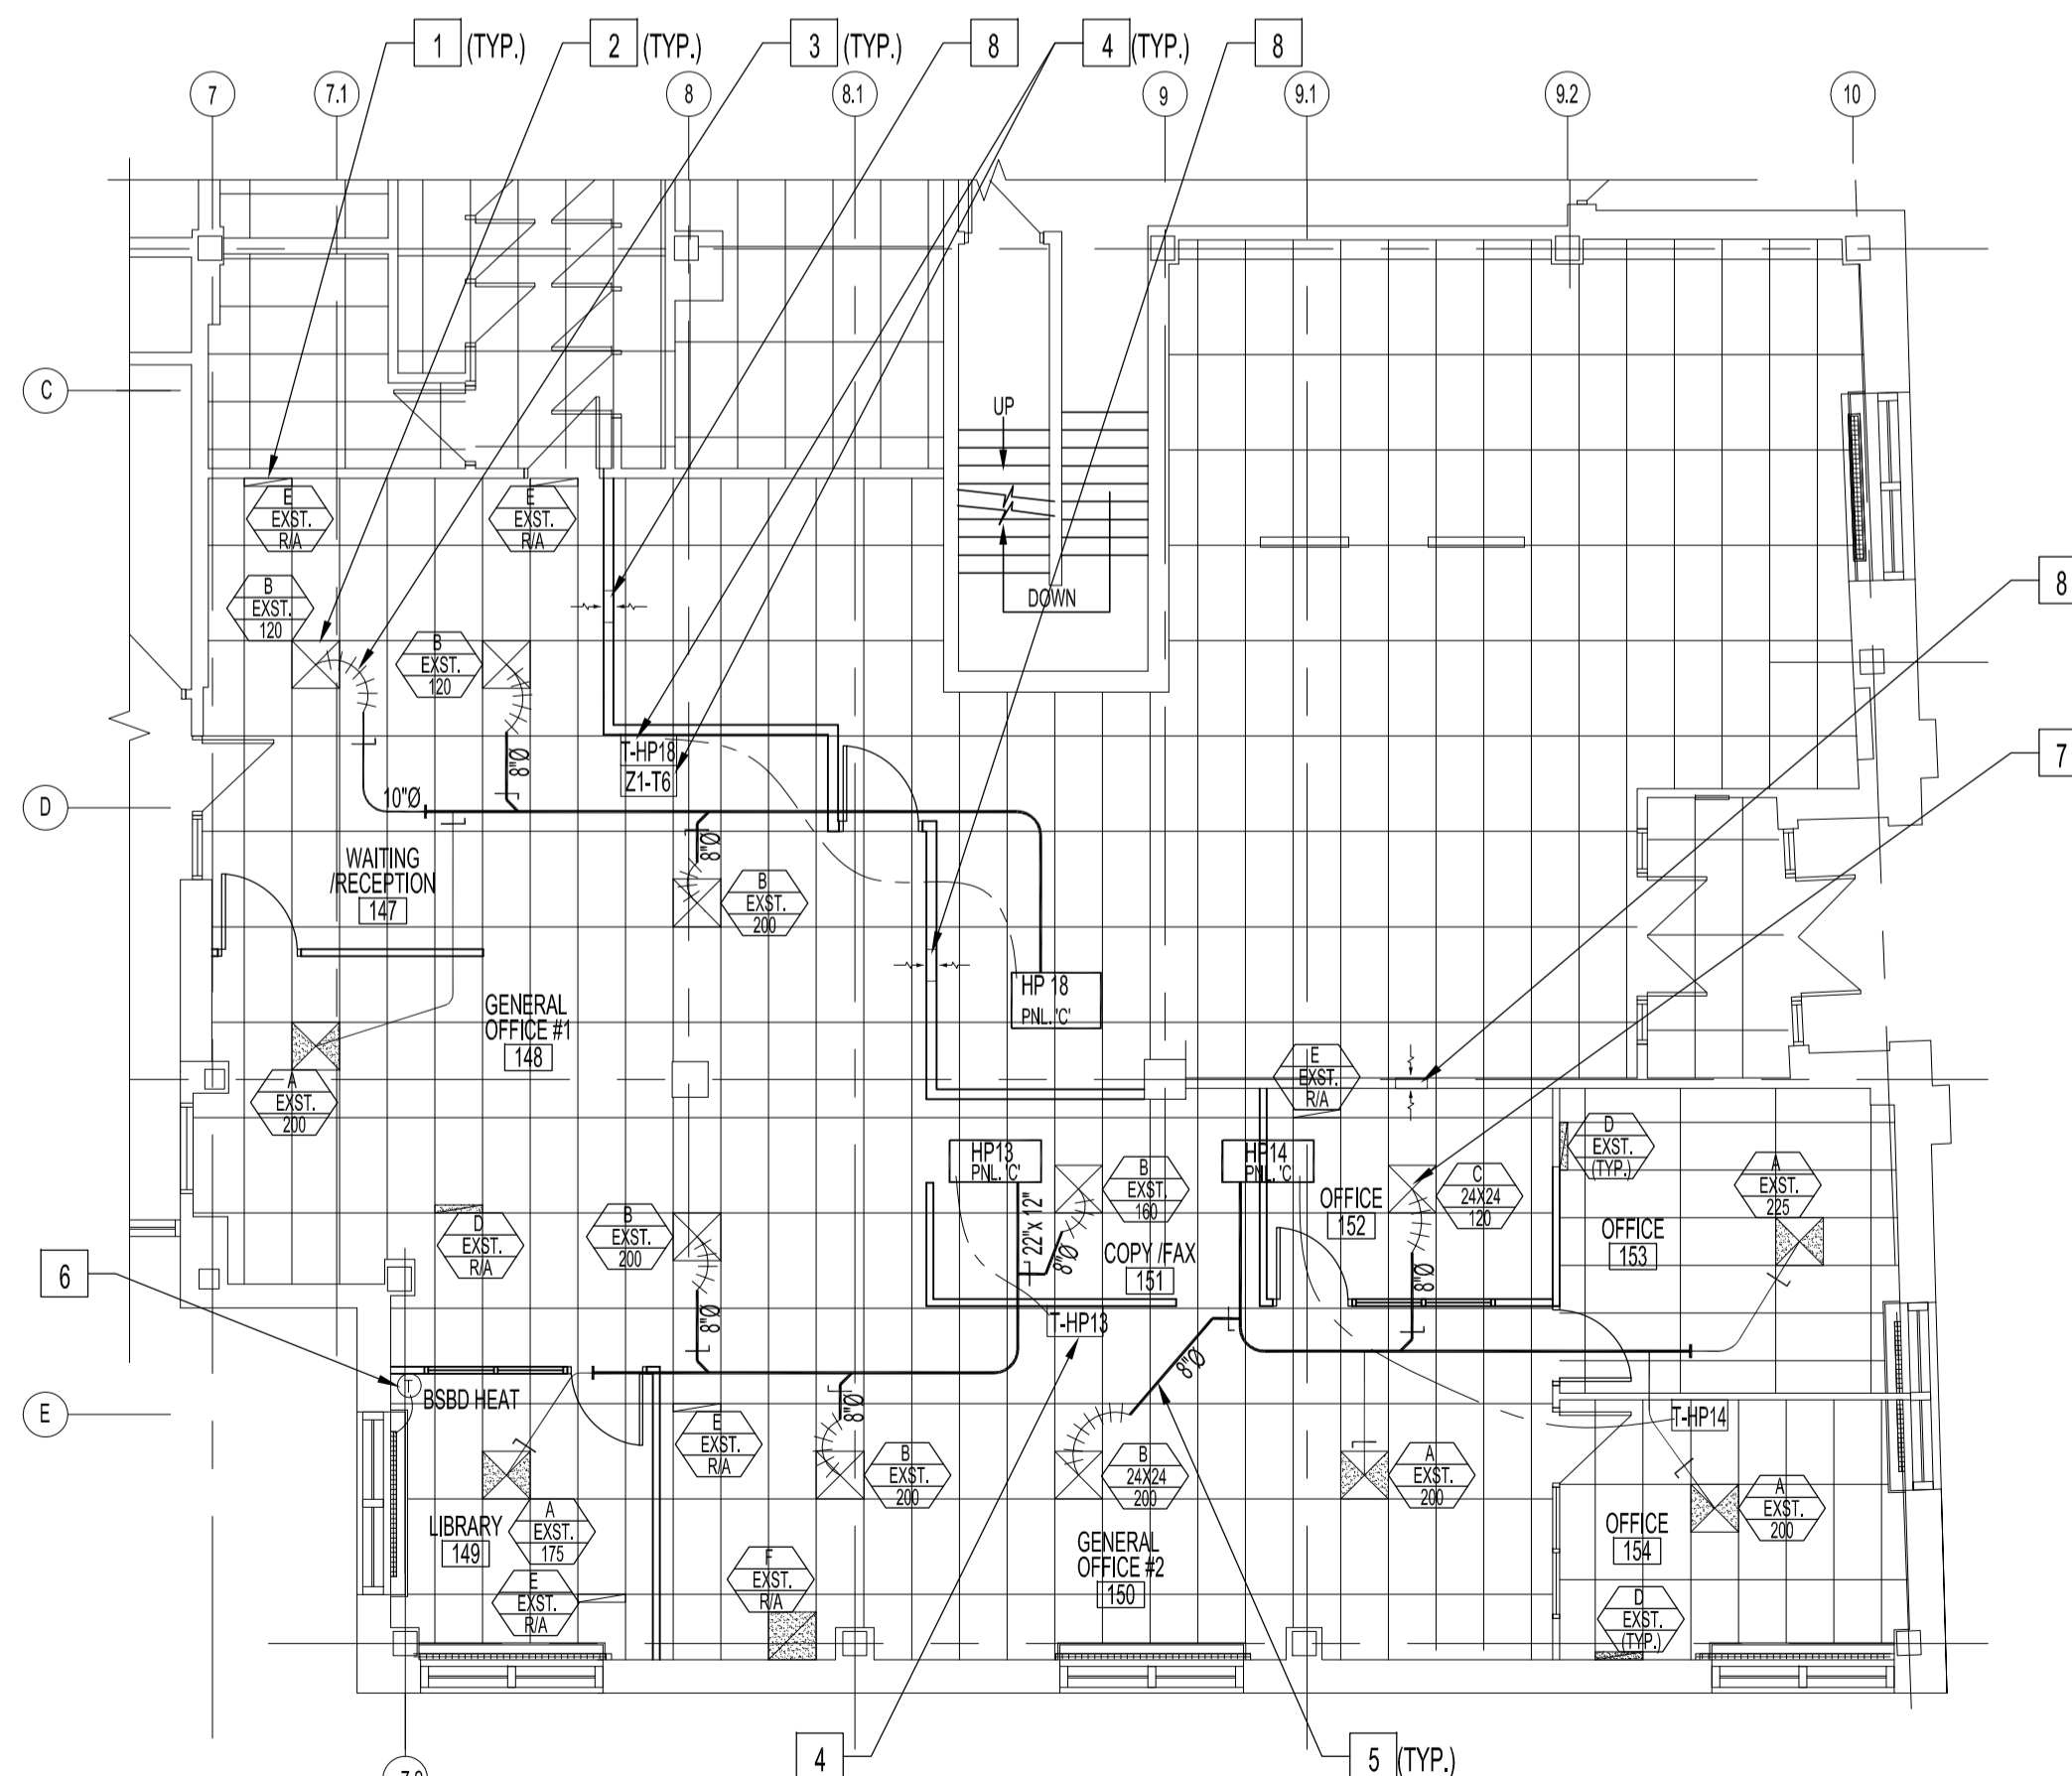 1 (TYP.)
2 (TYP.)
3 (TYP.)
8
4 (TYP.)
8
7
7.1
8
8.1
9
9.1
9.2
10
C
UP
DOWN
E
EXST.
R/A
E
EXST.
R/A
B
EXST.
120
B
EXST.
120
8
7
T-HP18
Z1-T6
8"Ø
10"Ø
D
8"Ø
WAITING
/RECEPTION
147
B
EXST.
200
GENERAL
OFFICE #1
148
HP 18
PNL. 'C'
A
EXST.
200
E
EXST.
R/A
HP13
PNL. 'C'
HP14
PNL. 'C
B
EXST.
160
OFFICE
152
C
24X24
120
D
EXST.
(TYP.)
A
EXST.
225
OFFICE
153
D
EXST.
R/A
B
EXST.
200
22"x 12"
8"Ø
COPY /FAX
151
8"Ø
6
8"Ø
T-HP13
8"Ø
T
BSBD HEAT
E
8"Ø
E
EXST.
R/A
T-HP14
B
EXST.
200
B
24X24
200
A
EXST.
200
A
EXST.
200
LIBRARY
149
A
EXST.
175
OFFICE
154
GENERAL
OFFICE #2
150
E
EXST.
R/A
F
EXST.
R/A
D
EXST.
(TYP.)
4
5 (TYP.)